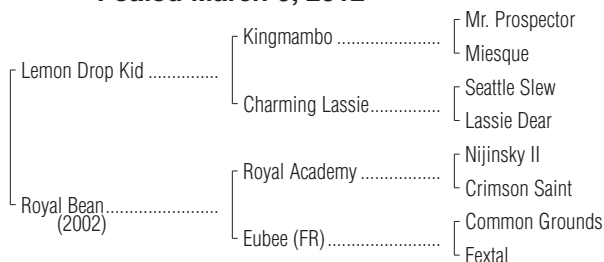 Foaled March 2012
Mr. Prospector
Kingmambo ....................
Miesque
Lemon Drop Kid ..............
Seattle Slew
Charming Lassie..............
Lassie Dear
Nijinsky II
Royal Academy ................
Crimson Saint
Royal Bean......................
(2002)
Common Grounds
Eubee (FR)......................
Fextal